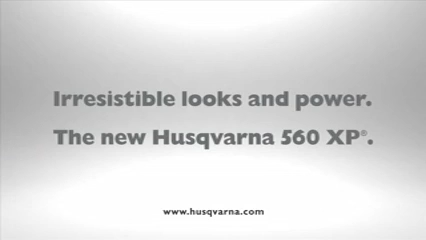 Irresistible looks and power.
The new Husqvarna 560 XP®.
www.husqvarna.com